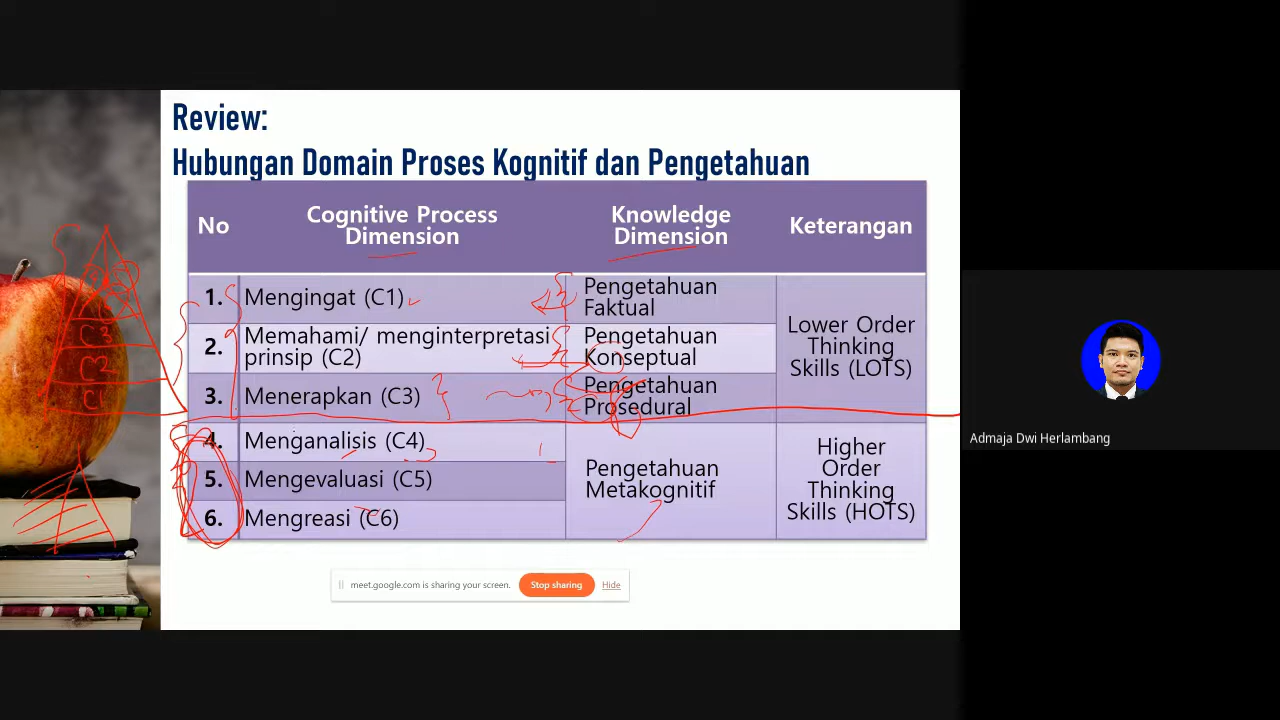 Review:
Hubungan Domain Proses Kognitif dan Pengetahuan
No
Cognitive Process
Dimension
Knowledge
Dimension
Keterangan
1.
Mengingat (C1)
Pengetahuan
Faktual
2.
Memahami/ menginterpretasi
prinsip (C2)
Pengetahuan
Konseptual
3.
Menerapkan (C3)
Pengetahuan
Prosedural
Lower Order
Thinking
Skills (LOTS)
4.
Menganalisis (C4)
5.
Mengevaluasi (C5)
6.
Mengreasi (C6)
Pengetahuan
Metakognitif
Higher
Order
Thinking
Skills (HOTS)
C3
C2
C1
meet.google.com is sharing your screen.
Stop sharing
Hide
Admaja Dwi Herlambang